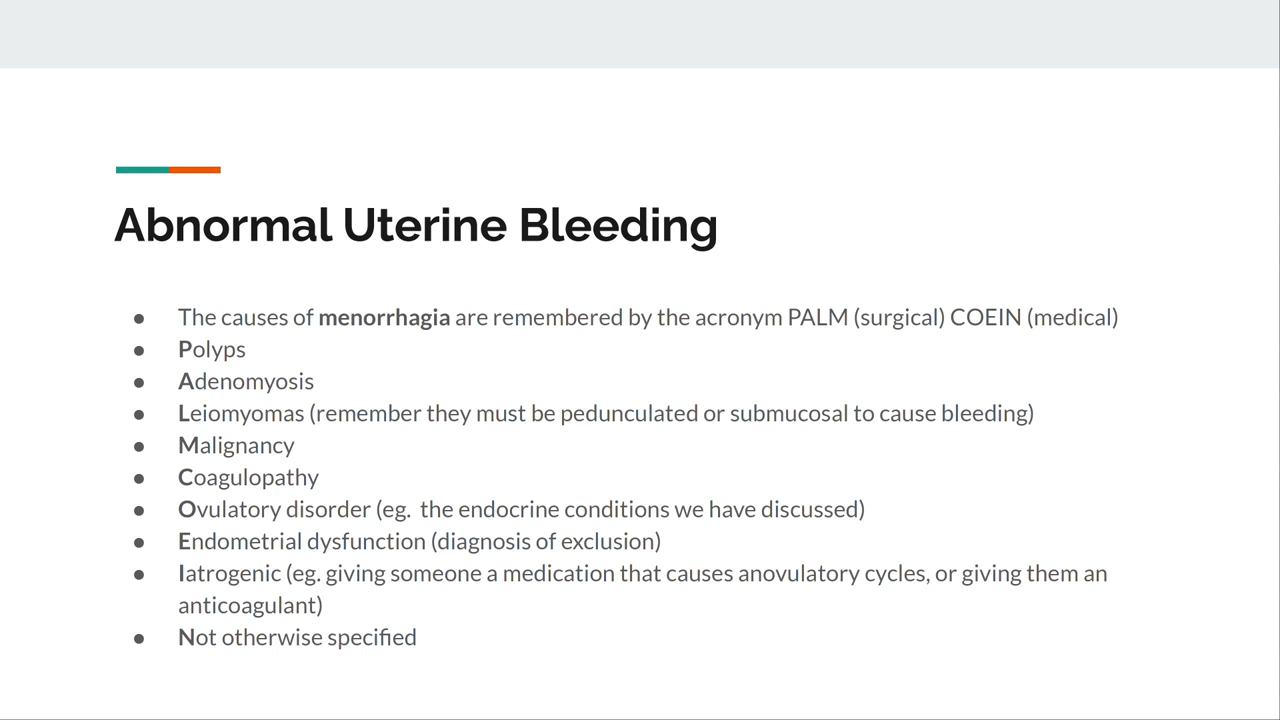 Abnormal Uterine Bleeding
● The causes of menorrhagia are remembered by the acronym PALM (surgical) COEIN (medical)
● Polyps
● Adenomyosis
● Leiomyomas (remember they must be pedunculated or submucosal to cause bleeding)
● Malignancy
● Coagulopathy
● Ovulatory disorder (eg.  the endocrine conditions we have discussed)
● Endometrial dysfunction (diagnosis of exclusion)
● Iatrogenic (eg. giving someone a medication that causes anovulatory cycles, or giving them an
anticoagulant)
● Not otherwise specified